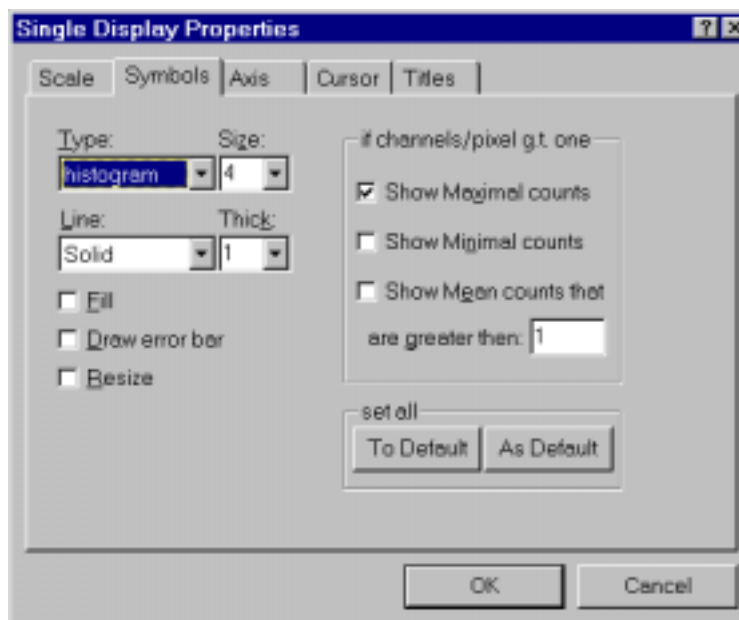 Single Display Properties
Scale Symbols Axis Cursor Titles
Type: Size:
histogram 4
Line: Thick:
Solid 1
Fill
Draw error bar
Resize
if channels/pixel g.t. one
Show Maximal counts
Show Minimal counts
Show Mean counts that
are greater then: 1
set all
To Default As Default
OK Cancel